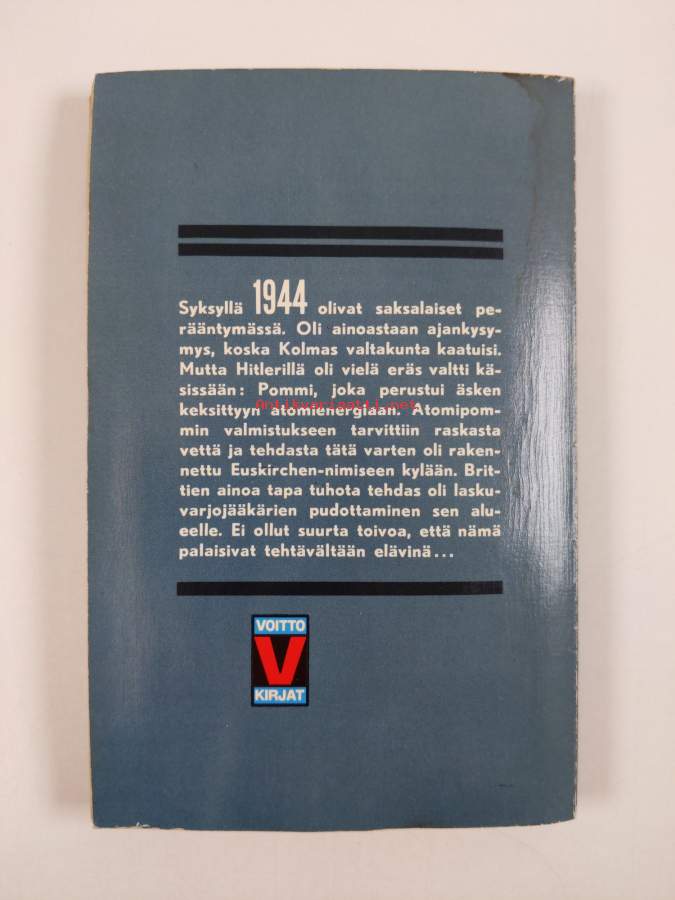 Syksyllä 1944 olivat saksalaiset pe-
rääntymässä. Oli ainoastaan ajankysy-
mys, koska Kolmas valtakunta kaatuisi.
Mutta Hitlerillä oli vielä eräs valtti kä-
sissään: Pommi, joka perustui äsken
Antikvariaatti.net
keksittyyn atomienergiaan. Atomipom-
min valmistukseen tarvittiin raskasta
vettä ja tehdasta tätä varten oli raken-
nettu Euskirchen-nimiseen kylään. Brit-
tien ainoa tapa tuhota tehdas oli lasku-
varjojääkärien pudottaminen sen alu-
eelle. Ei ollut suurta toivoa, että nämä
palaisivat tehtävältään elävinä...
VOITTO
V
KIRJAT